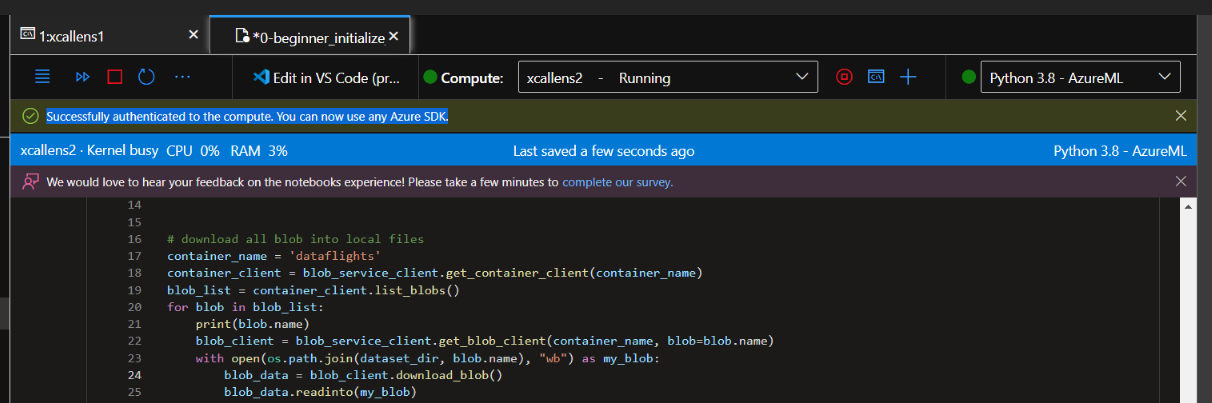 1:xcallens1
*0-beginner_initialize
Edit in VS Code (pr... Compute: xcallens2 - Running Python 3.8 - AzureML
Successfully authenticated to the compute. You can now use any Azure SDK.
xcallens2 · Kernel busy CPU 0% RAM 3% Last saved a few seconds ago Python 3.8 - AzureML
We would love to hear your feedback on the notebooks experience! Please take a few minutes to complete our survey.
14
15
16 # download all blob into local files
17 container_name = 'dataflights'
18 container_client = blob_service_client.get_container_client(container_name)
19 blob_list = container_client.list_blobs()
20 for blob in blob_list:
21     print(blob.name)
22     blob_client = blob_service_client.get_blob_client(container_name, blob=blob.name)
23     with open(os.path.join(dataset_dir, blob.name), "wb") as my_blob:
24         blob_data = blob_client.download_blob()
25         blob_data.readinto(my_blob)